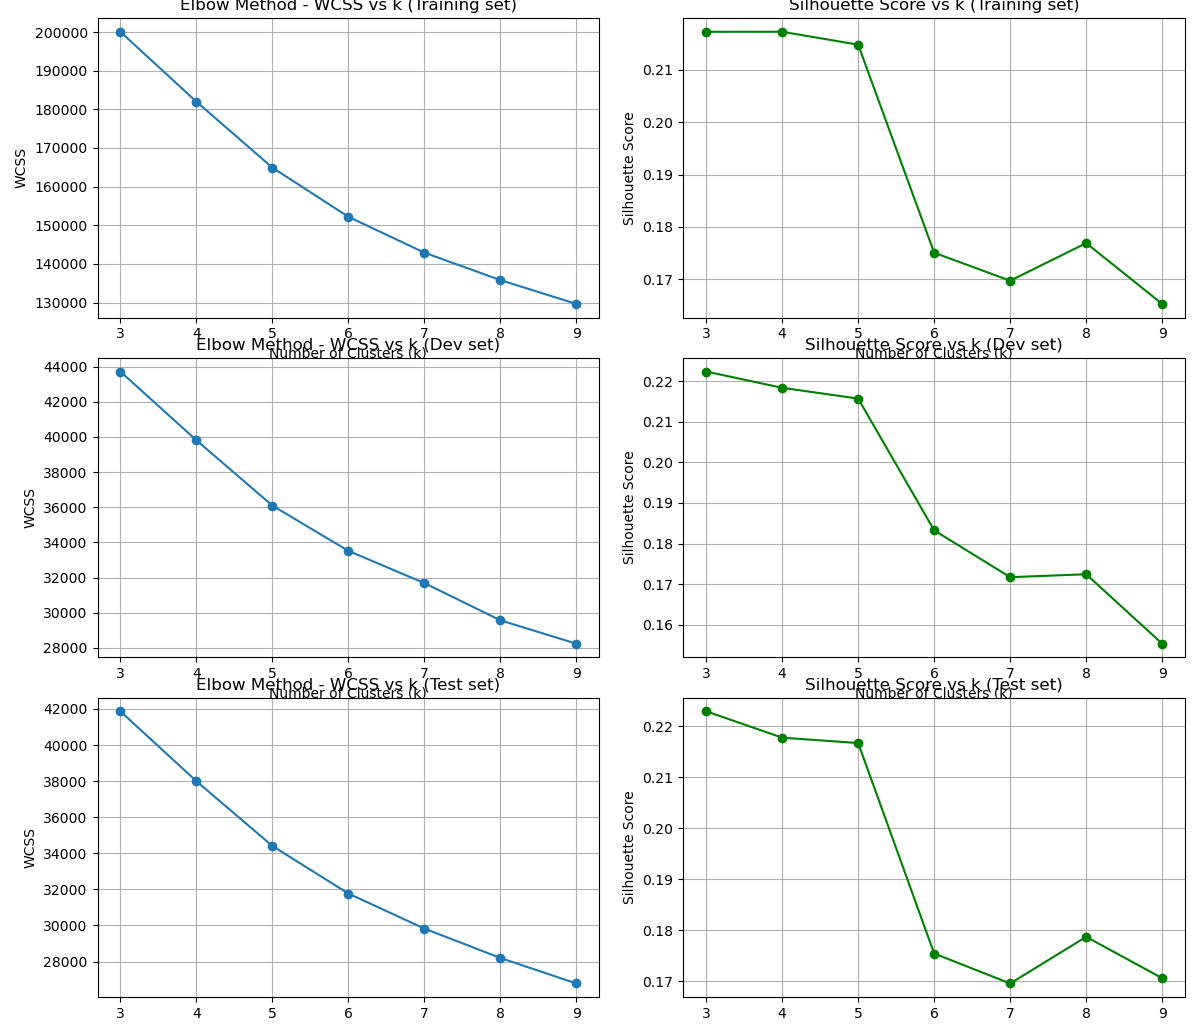 Elbow Method - WCSS vs k (Training set)
WCSS
200000
190000
180000
170000
160000
150000
140000
130000
3 4 5 6 7 8 9
Number of Clusters (k)
Silhouette Score vs k (Training set)
Silhouette Score
0.21
0.20
0.19
0.18
0.17
3 4 5 6 7 8 9
Number of Clusters (k)
Elbow Method - WCSS vs k (Dev set)
WCSS
44000
42000
40000
38000
36000
34000
32000
30000
28000
3 4 5 6 7 8 9
Number of Clusters (k)
Silhouette Score vs k (Dev set)
Silhouette Score
0.22
0.21
0.20
0.19
0.18
0.17
0.16
3 4 5 6 7 8 9
Number of Clusters (k)
Elbow Method - WCSS vs k (Test set)
WCSS
42000
40000
38000
36000
34000
32000
30000
28000
3 4 5 6 7 8 9
Silhouette Score vs k (Test set)
Silhouette Score
0.22
0.21
0.20
0.19
0.18
0.17
3 4 5 6 7 8 9